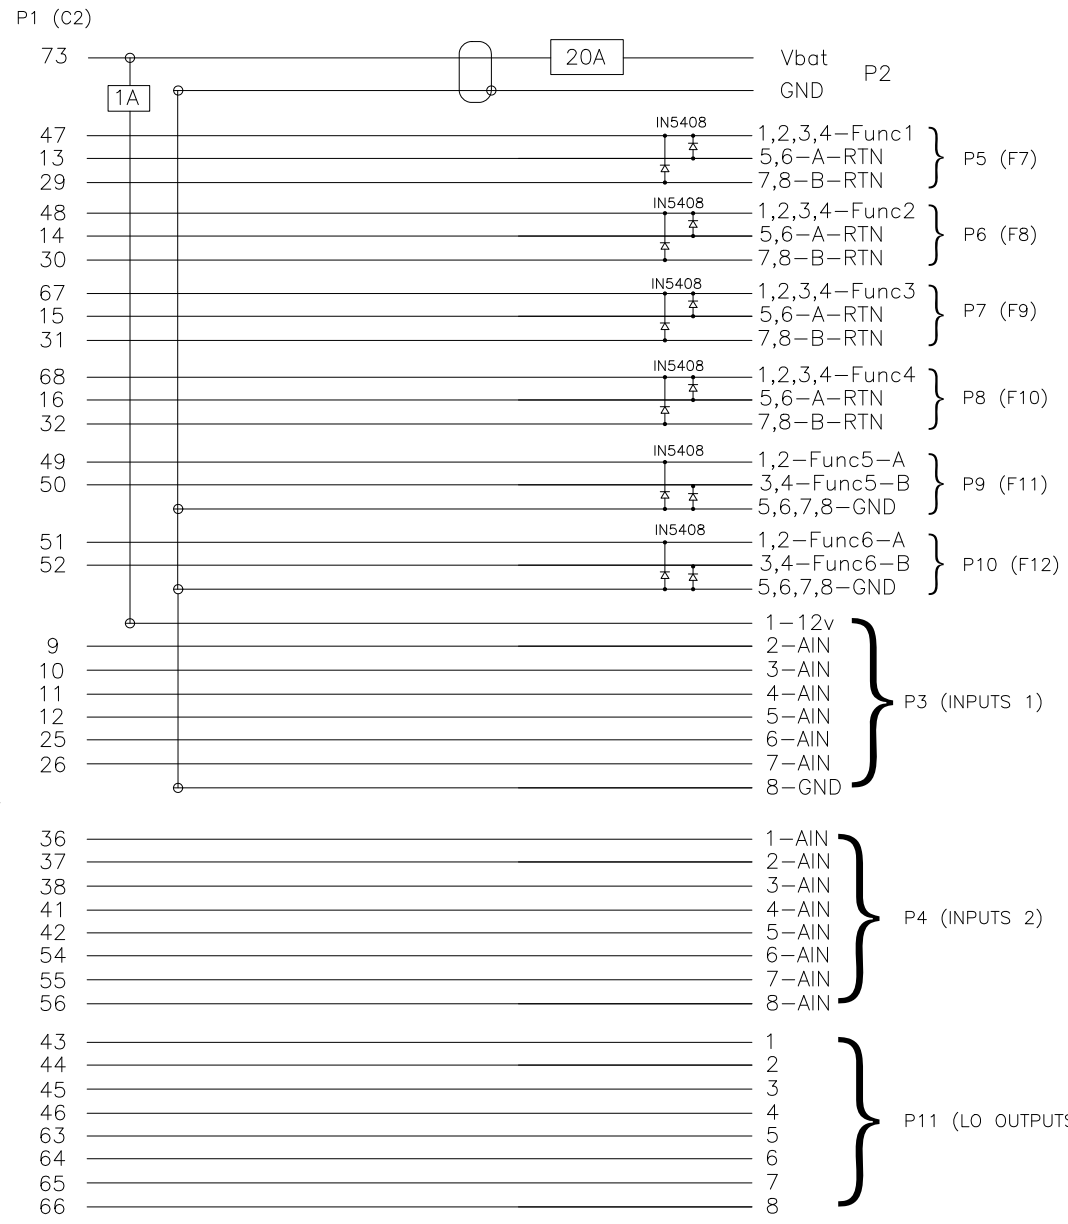 P1 (C2)
73 20A Vbat
1A GND P2
IN5408
47 1,2,3,4-Func1
13 5,6-A-RTN P5 (F7)
29 7,8-B-RTN
IN5408
48 1,2,3,4-Func2
14 5,6-A-RTN P6 (F8)
30 7,8-B-RTN
IN5408
67 1,2,3,4-Func3
15 5,6-A-RTN P7 (F9)
31 7,8-B-RTN
IN5408
68 1,2,3,4-Func4
16 5,6-A-RTN P8 (F10)
32 7,8-B-RTN
IN5408
49 1,2-Func5-A
50 3,4-Func5-B P9 (F11)
5,6,7,8-GND
IN5408
51 1,2-Func6-A
52 3,4-Func6-B P10 (F12)
5,6,7,8-GND
1-12v
9 2-AIN
10 3-AIN
11 4-AIN P3 (INPUTS 1)
12 5-AIN
25 6-AIN
26 7-AIN
8-GND
36 1-AIN
37 2-AIN
38 3-AIN
41 4-AIN P4 (INPUTS 2)
42 5-AIN
54 6-AIN
55 7-AIN
56 8-AIN
43 1
44 2
45 3
46 4 P11 (LO OUTPUTS
63 5
64 6
65 7
66 8